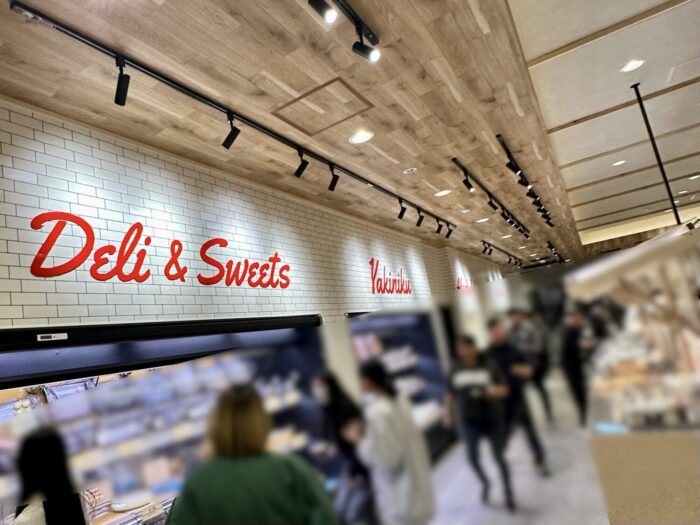 Deli & Sweets
Yakiniku